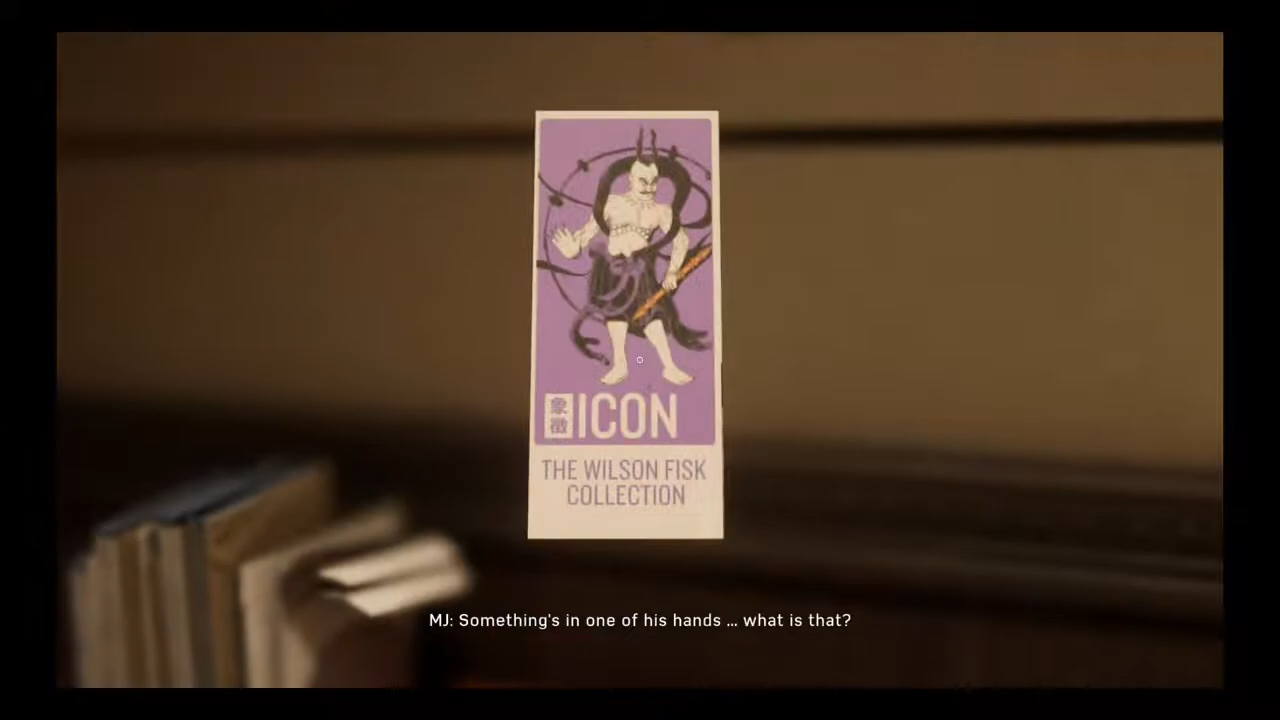 象
徵
ICON
THE WILSON FISK
COLLECTION
MJ: Something's in one of his hands ... what is that?